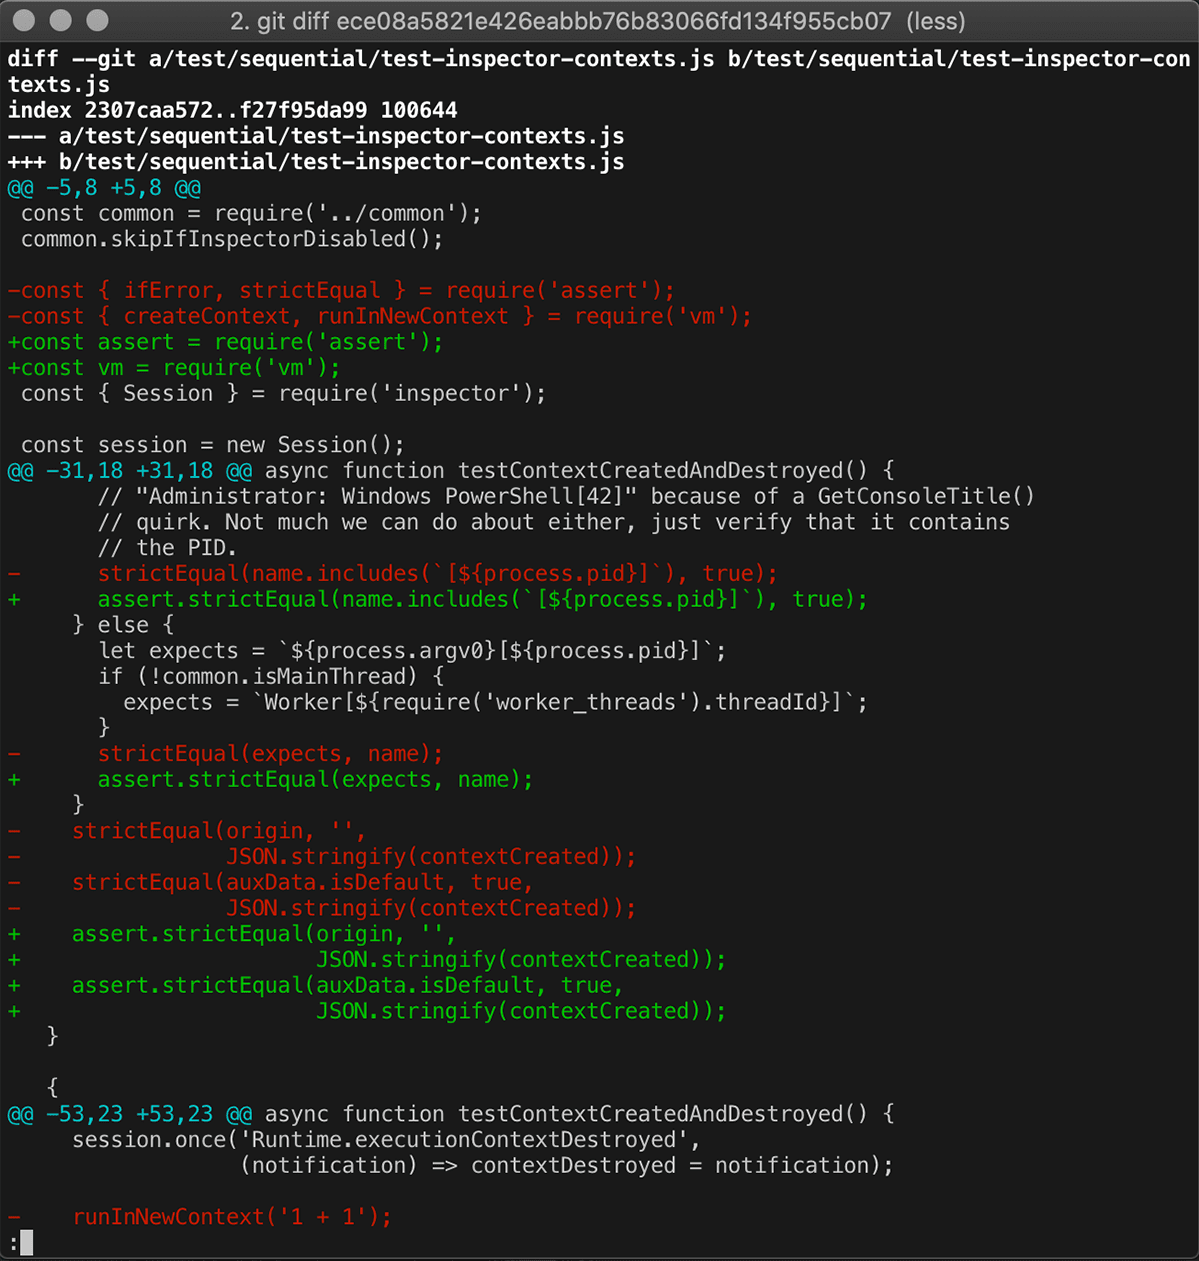 2. git diff ece08a5821e426eabbb76b83066fd134f955cb07 (less)
diff --git a/test/sequential/test-inspector-contexts.js b/test/sequential/test-inspector-con
texts.js
index 2307caa572..f27f95da99 100644
--- a/test/sequential/test-inspector-contexts.js
+++ b/test/sequential/test-inspector-contexts.js
@@ -5,8 +5,8 @@
 const common = require('../common');
 common.skipIfInspectorDisabled();

-const { ifError, strictEqual } = require('assert');
-const { createContext, runInNewContext } = require('vm');
+const assert = require('assert');
+const vm = require('vm');
 const { Session } = require('inspector');

 const session = new Session();
@@ -31,18 +31,18 @@ async function testContextCreatedAndDestroyed() {
       // "Administrator: Windows PowerShell[42]" because of a GetConsoleTitle()
       // quirk. Not much we can do about either, just verify that it contains
       // the PID.
-      strictEqual(name.includes(`[${process.pid}]`), true);
+      assert.strictEqual(name.includes(`[${process.pid}]`), true);
     } else {
       let expects = `${process.argv0}[${process.pid}]`;
       if (!common.isMainThread) {
         expects = `Worker[${require('worker_threads').threadId}]`;
       }
-      strictEqual(expects, name);
+      assert.strictEqual(expects, name);
     }
-    strictEqual(origin, '',
-                JSON.stringify(contextCreated));
-    strictEqual(auxData.isDefault, true,
-                JSON.stringify(contextCreated));
+    assert.strictEqual(origin, '',
+                       JSON.stringify(contextCreated));
+    assert.strictEqual(auxData.isDefault, true,
+                       JSON.stringify(contextCreated));
   }

   {
@@ -53,23 +53,23 @@ async function testContextCreatedAndDestroyed() {
     session.once('Runtime.executionContextDestroyed',
                  (notification) => contextDestroyed = notification);

-    runInNewContext('1 + 1');
: